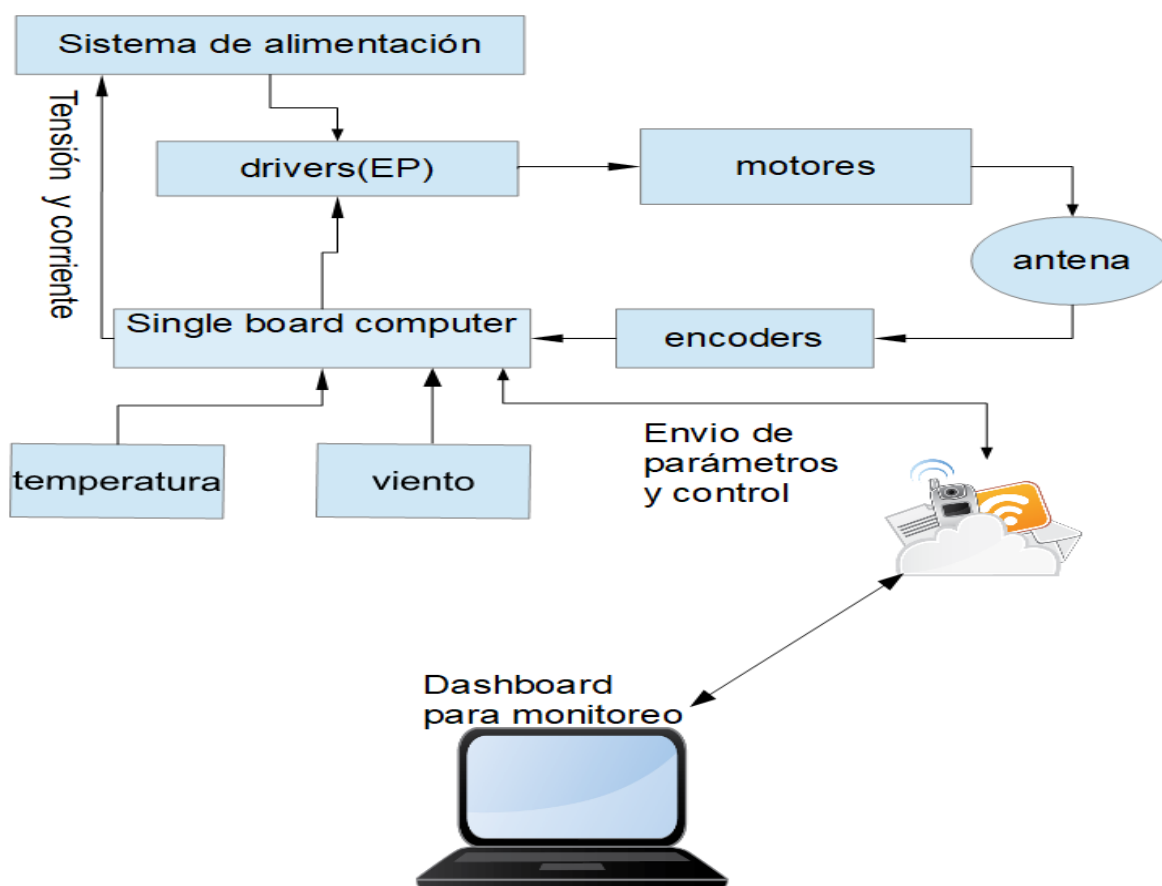 Sistema de alimentación
Tensión y corriente
drivers(EP)
motores
antena
Single board computer
encoders
temperatura
viento
Envio de
parámetros
y control
Dashboard
para monitoreo